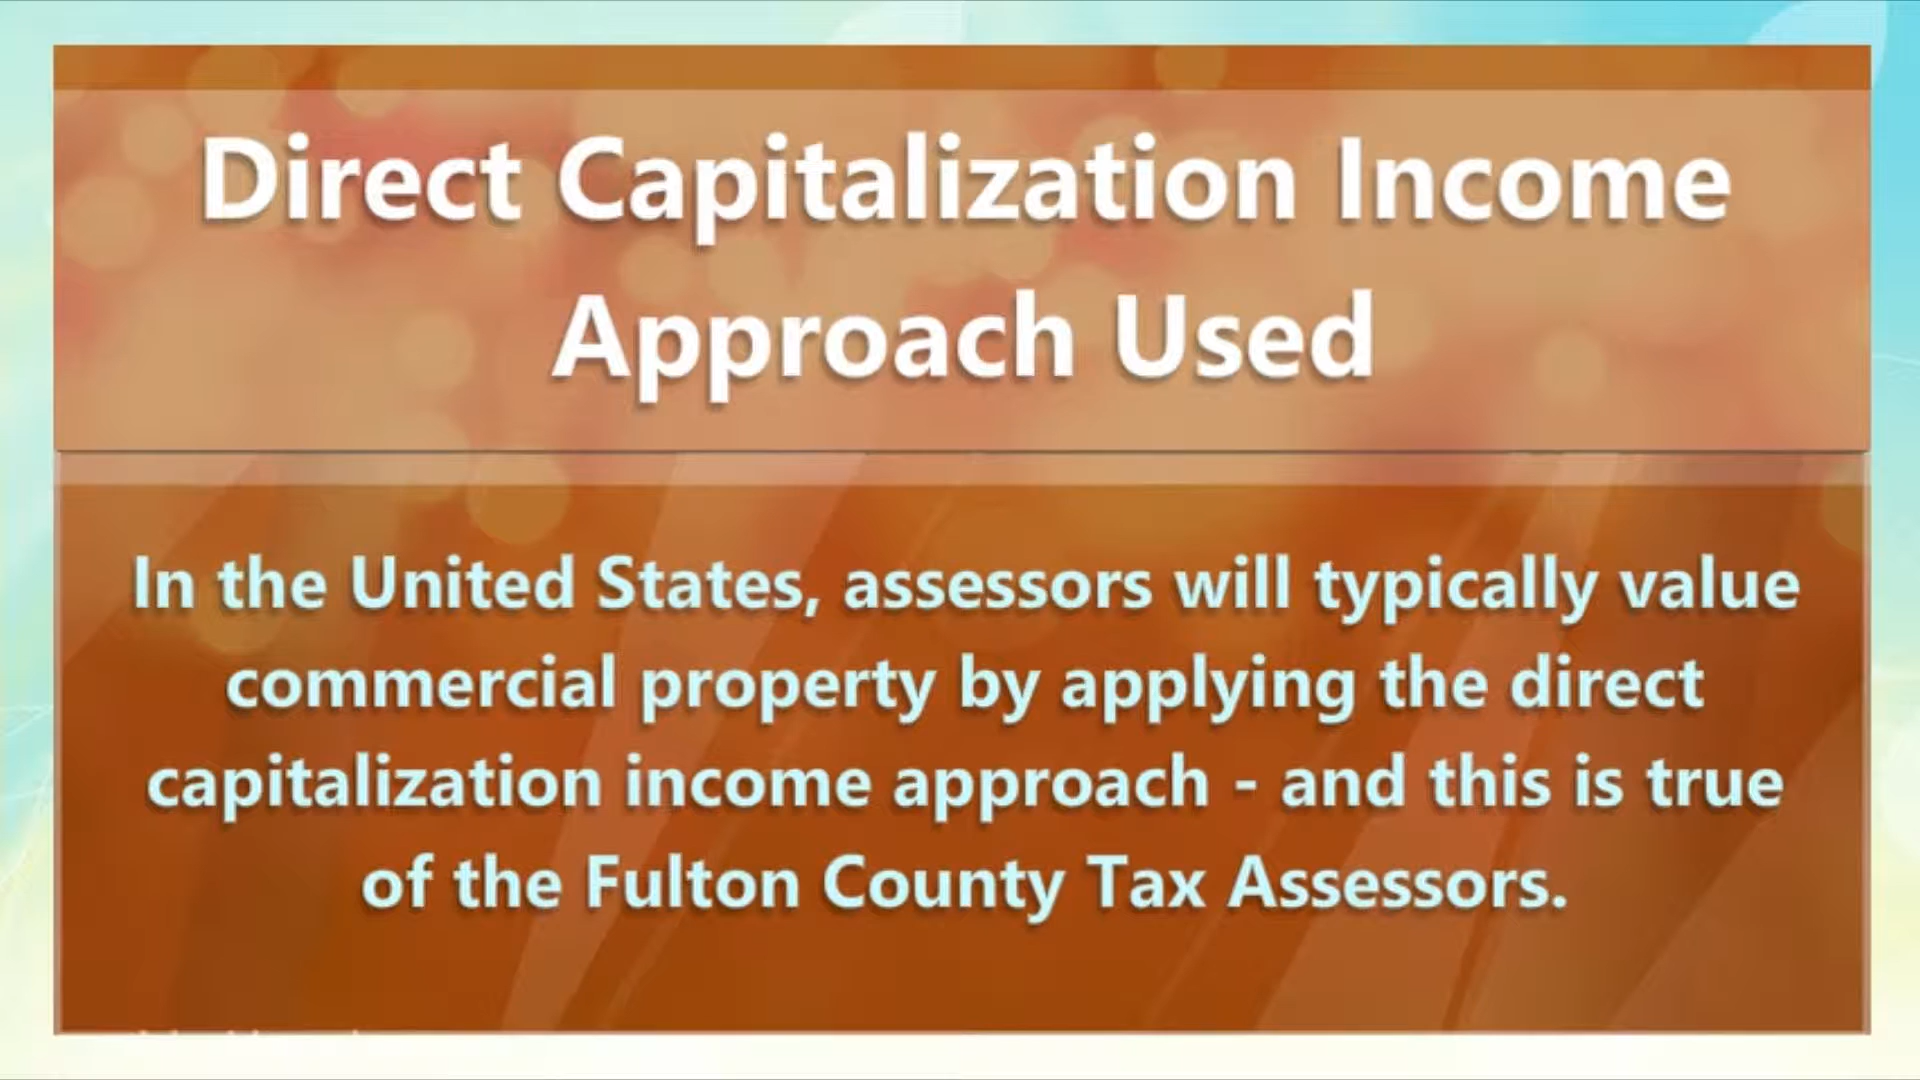 Direct Capitalization Income
Approach Used
In the United States, assessors will typically value
commercial property by applying the direct
capitalization income approach - and this is true
of the Fulton County Tax Assessors.